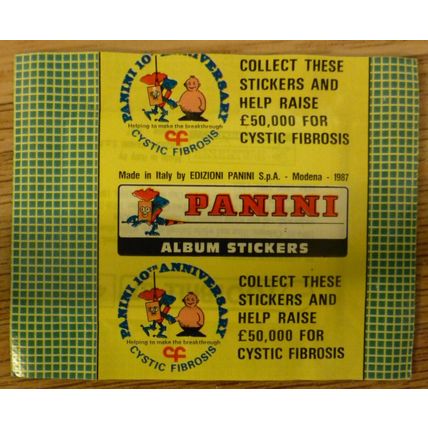 PANINI 10TH ANNIVERSARY
Helping to make the breakthrough
CF
CYSTIC FIBROSIS
COLLECT THESE
STICKERS AND
HELP RAISE
£50,000 FOR
CYSTIC FIBROSIS
Made in Italy by EDIZIONI PANINI S.p.A. - Modena - 1987
PANINI
ALBUM STICKERS
PANINI 10TH ANNIVERSARY
Helping to make the breakthrough
CF
CYSTIC FIBROSIS
COLLECT THESE
STICKERS AND
HELP RAISE
£50,000 FOR
CYSTIC FIBROSIS